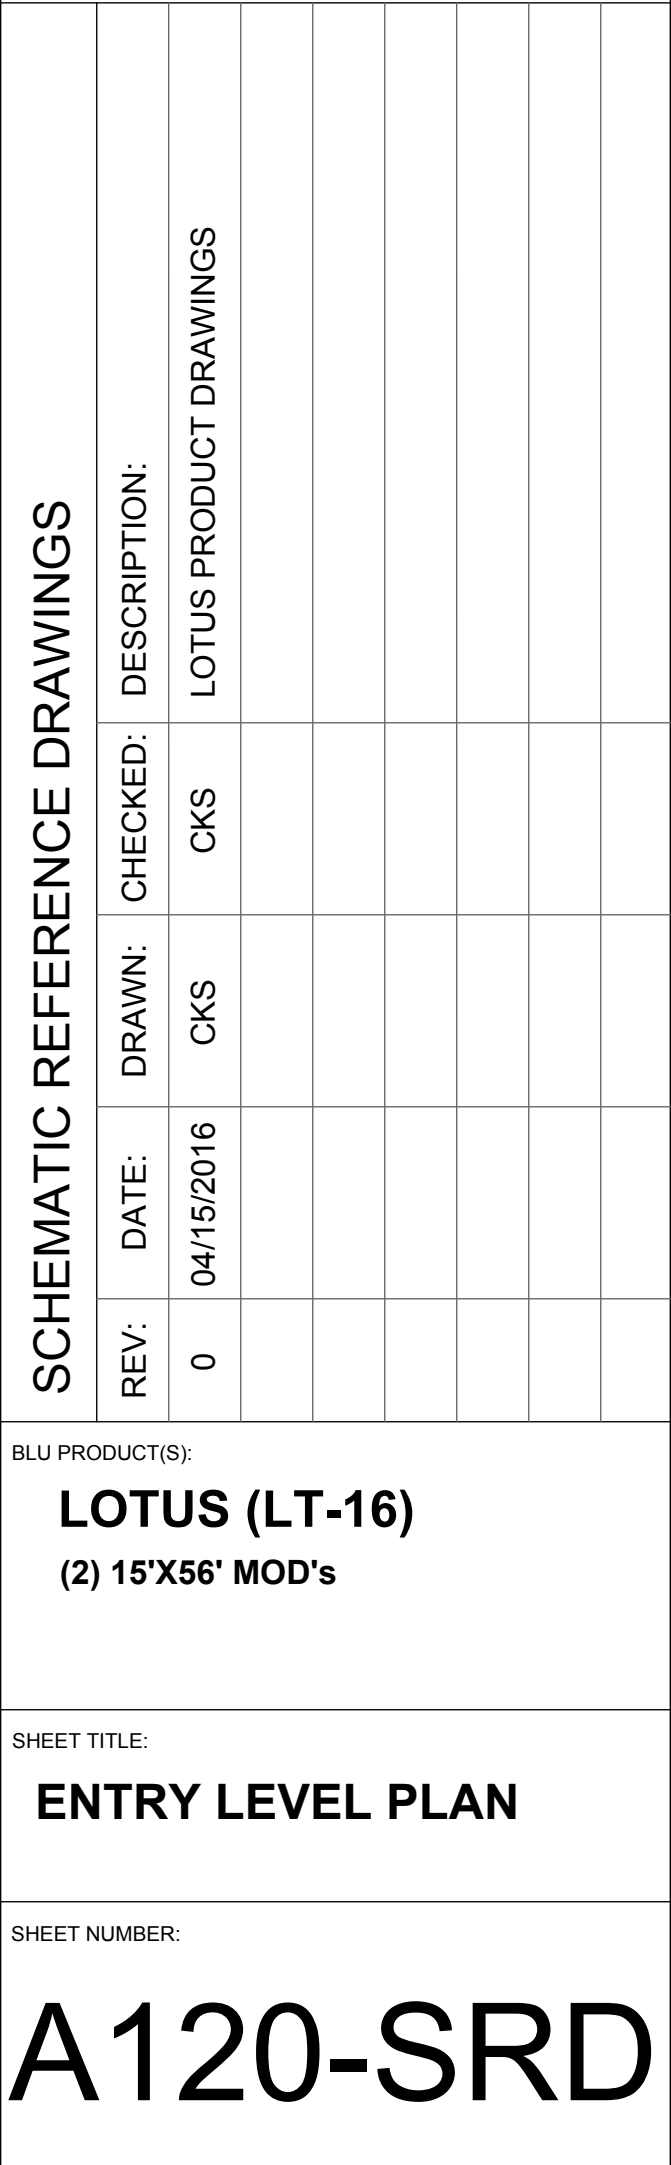 SCHEMATIC REFERENCE DRAWINGS
REV: DATE: DRAWN: CHECKED: DESCRIPTION:
0 04/15/2016 CKS CKS LOTUS PRODUCT DRAWINGS
BLU PRODUCT(S):
LOTUS (LT-16)
(2) 15'X56' MOD's
SHEET TITLE:
ENTRY LEVEL PLAN
SHEET NUMBER:
A120-SRD